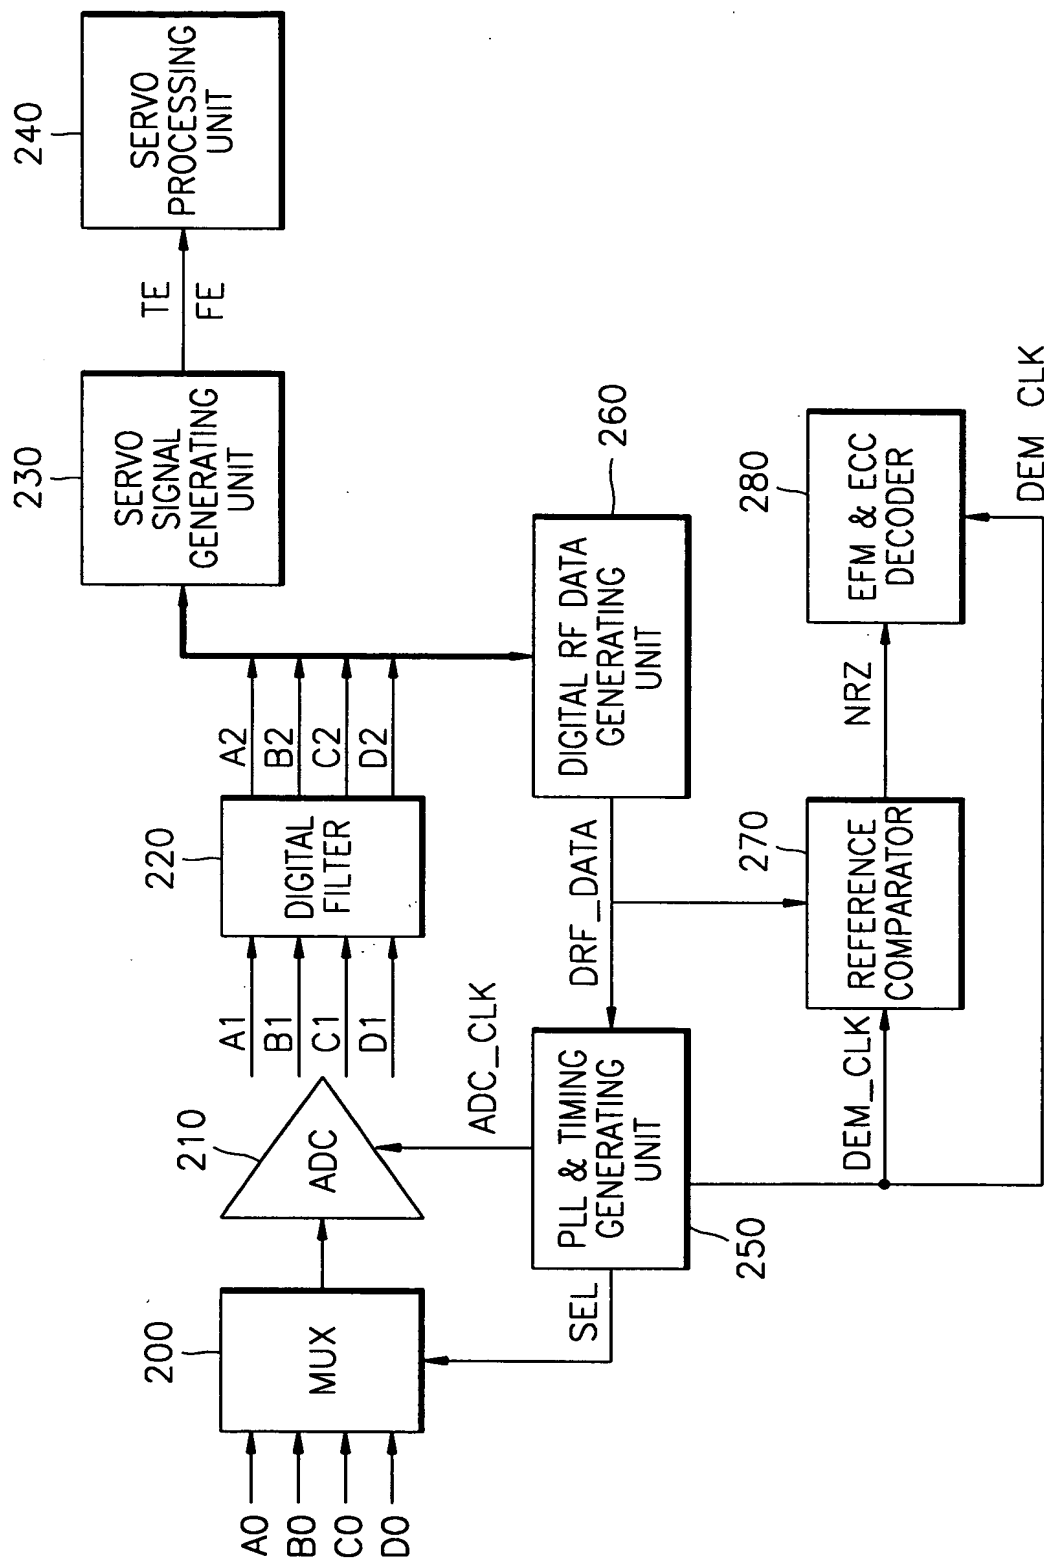 A0
B0
C0
D0
200
MUX
SEL
210
ADC
ADC_CLK
A1
B1
C1
D1
220
DIGITAL
FILTER
A2
B2
C2
D2
230
SERVO
SIGNAL
GENERATING
UNIT
TE
FE
240
SERVO
PROCESSING
UNIT
PLL & TIMING
GENERATING
UNIT
250
DRF_DATA
DIGITAL RF DATA
GENERATING
UNIT
260
DEM_CLK
270
REFERENCE
COMPARATOR
NRZ
280
EFM & ECC
DECODER
DEM CLK